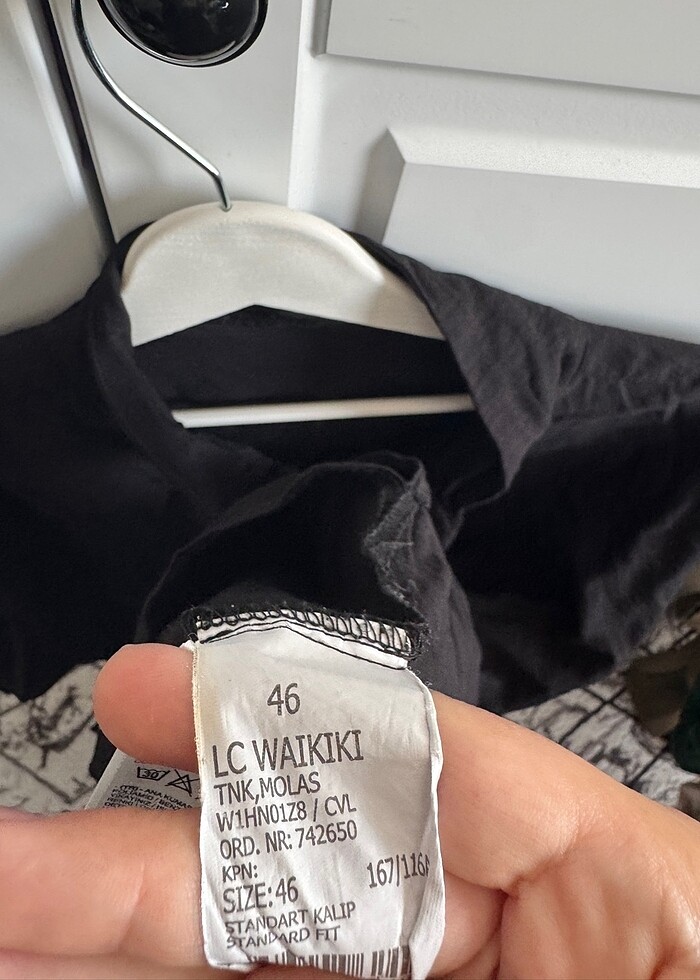 46
LC WAIKIKI
TNK,MOLAS
W1HN01Z8 / CVL
ORD. NR: 742650
KPN:
167/116A
SIZE:46
STANDART KALIP
STANDARD FIT
30